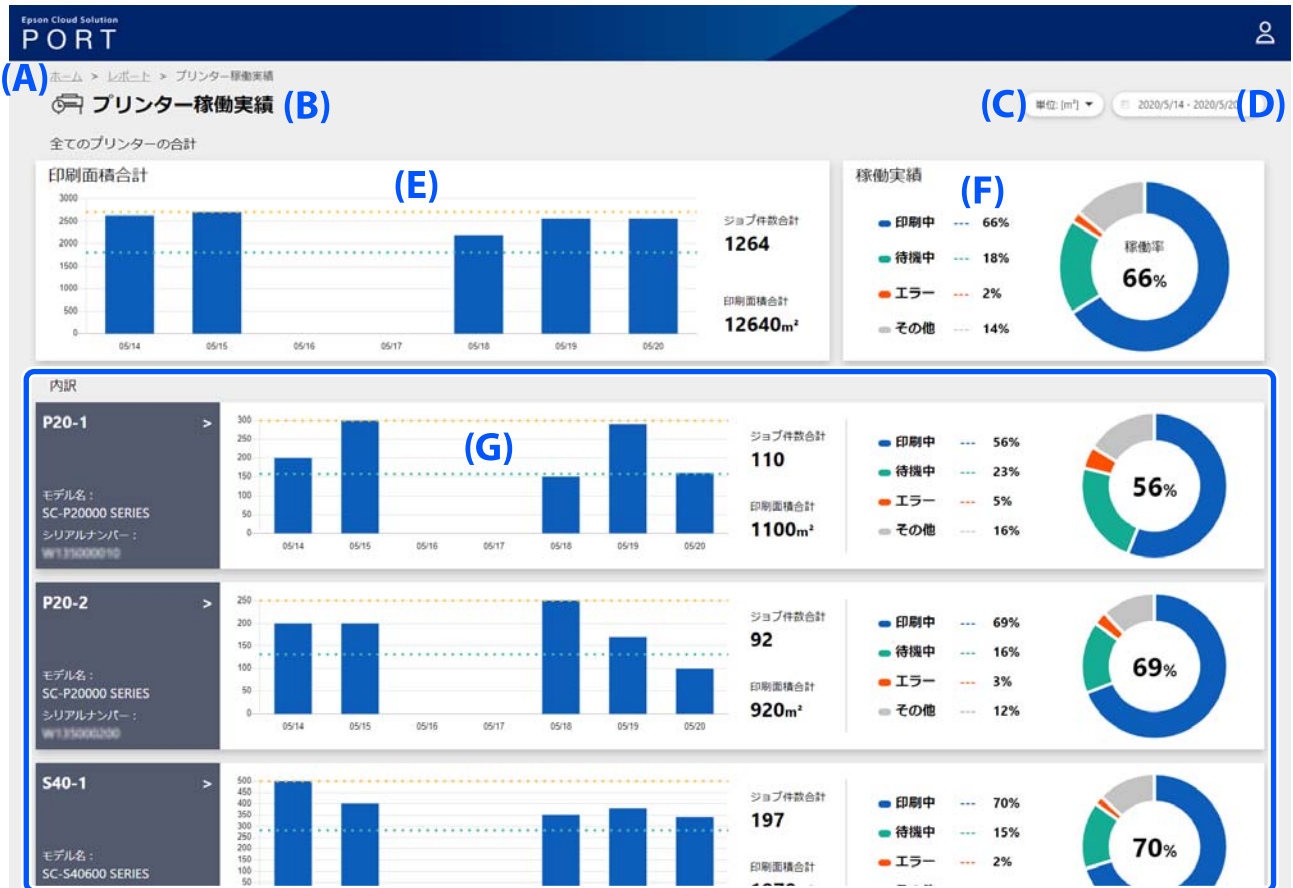 Epson Cloud Solution
PORT
(A) ホーム > レポート > プリンター稼働実績
プリンター稼働実績 (B)
(C) 単位: [m²] 2020/5/14 - 2020/5/20 (D)
全てのプリンターの合計
印刷面積合計 (E)
3000
2500
2000
1500
1000
500
0
05/14 05/15 05/16 05/17 05/18 05/19 05/20
ジョブ件数合計
1264
印刷面積合計
12640m²
稼働実績 (F)
印刷中 --- 66%
待機中 --- 18%
エラー --- 2%
その他 --- 14%
稼働率
66%
内訳
P20-1 >
モデル名：
SC-P20000 SERIES
シリアルナンバー：
(G)
300
250
200
150
100
50
0
05/14 05/15 05/16 05/17 05/18 05/19 05/20
ジョブ件数合計
110
印刷面積合計
1100m²
印刷中 --- 56%
待機中 --- 23%
エラー --- 5%
その他 --- 16%
56%
P20-2 >
モデル名：
SC-P20000 SERIES
シリアルナンバー：
250
200
150
100
50
0
05/14 05/15 05/16 05/17 05/18 05/19 05/20
ジョブ件数合計
92
印刷面積合計
920m²
印刷中 --- 69%
待機中 --- 16%
エラー --- 3%
その他 --- 12%
69%
S40-1 >
モデル名：
SC-S40600 SERIES
500
450
400
350
300
250
200
150
100
50
ジョブ件数合計
197
印刷面積合計
印刷中 --- 70%
待機中 --- 15%
エラー --- 2%
70%